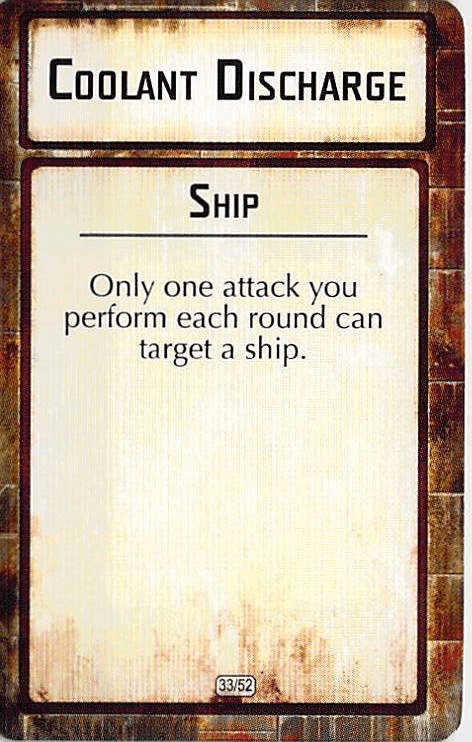 Coolant Discharge
Ship
Only one attack you
perform each round can
target a ship.
33/52